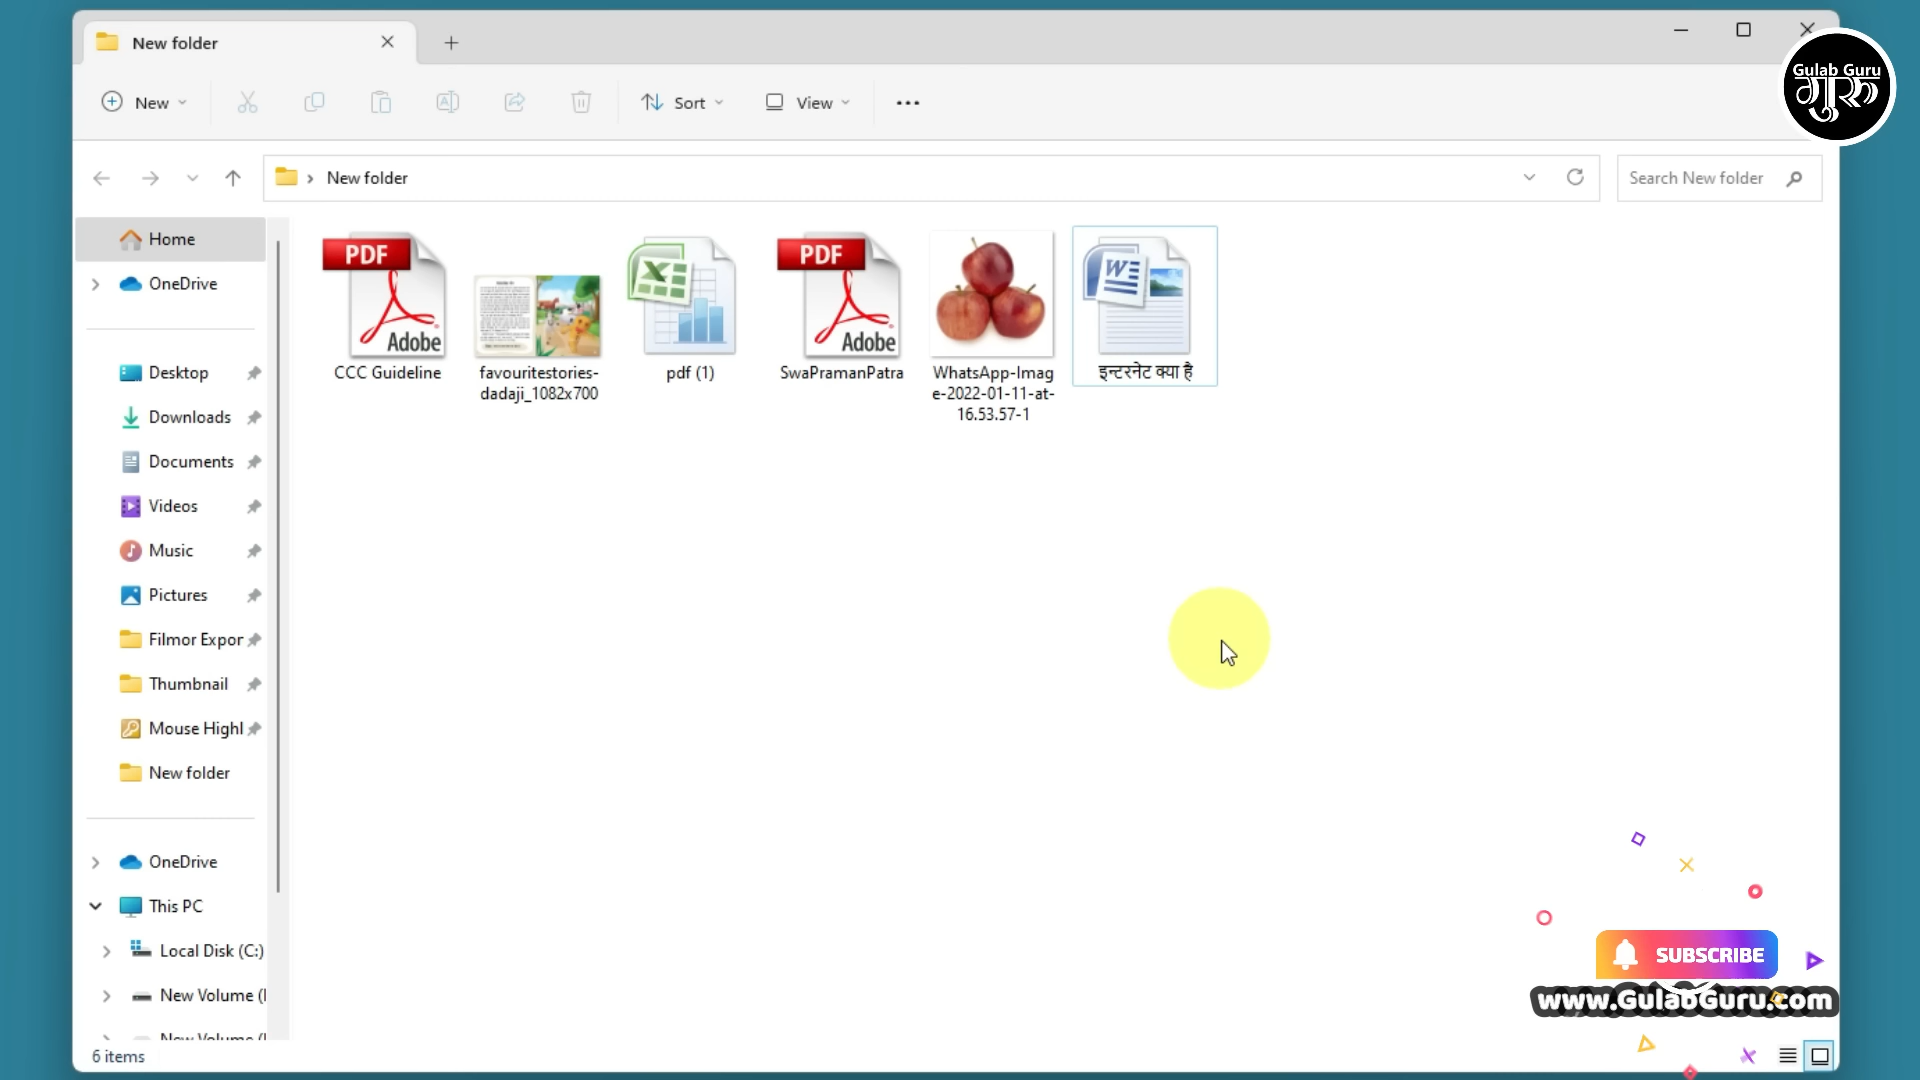 New folder
New
Sort
View
Gulab Guru
गुरु
New folder
Search New folder
Home
OneDrive
Desktop
Downloads
Documents
Videos
Music
Pictures
Filmor Expor
Thumbnail
Mouse Highl
New folder
OneDrive
This PC
Local Disk (C:)
New Volume (
PDF
Adobe
CCC Guideline
favouritestories-
dadaji_1082x700
pdf (1)
PDF
Adobe
SwaPramanPatra
WhatsApp-Imag
e-2022-01-11-at-
16.53.57-1
W
इन्टरनेट क्या है
SUBSCRIBE
www.GulabGuru.com
6 items